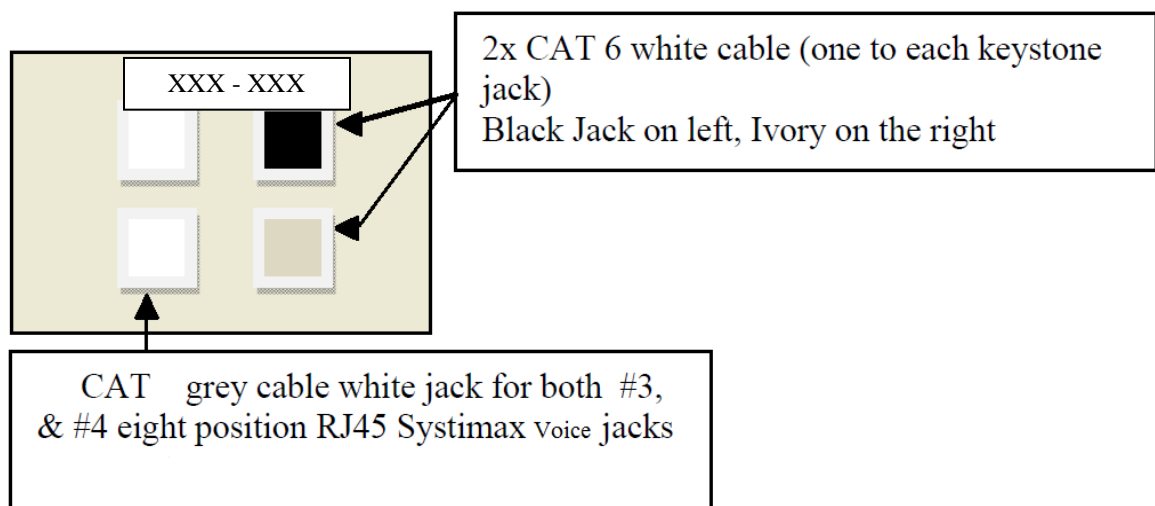 XXX - XXX
2x CAT 6 white cable (one to each keystone
jack)
Black Jack on left, Ivory on the right
CAT grey cable white jack for both #3,
& #4 eight position RJ45 Systimax Voice jacks